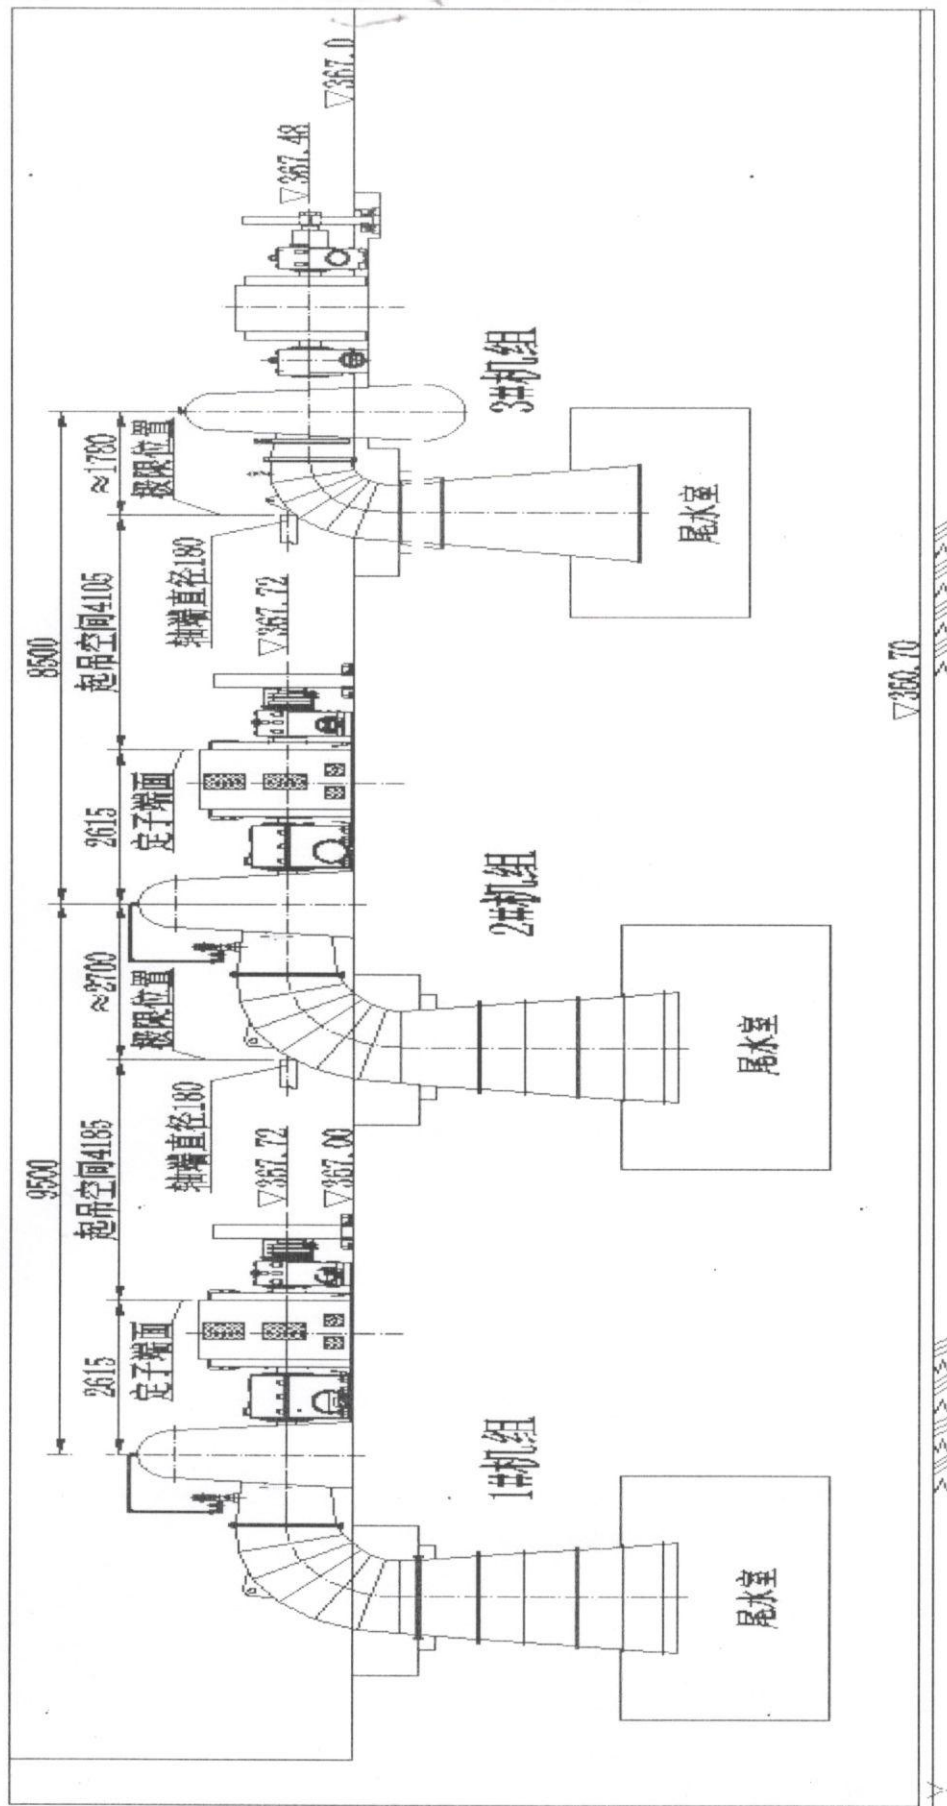 9500
8500
2615
起吊空间4185
≈2700
2615
起吊空间4105
≈1780
定子端面
极限位置
定子端面
极限位置
轴端直径180
轴端直径180
▽367.72
▽367.72
▽367.48
▽367.00
▽367.0
1#机组
2#机组
3#机组
尾水室
尾水室
尾水室
▽360.70